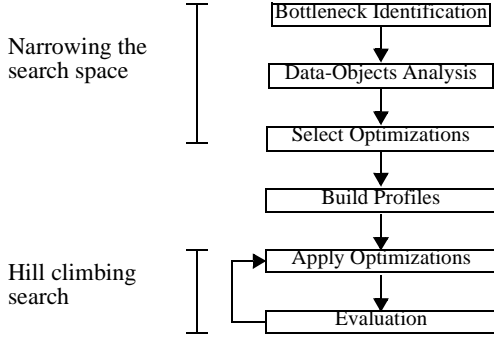 Bottleneck Identification
Narrowing the
search space
Data-Objects Analysis
Select Optimizations
Build Profiles
Apply Optimizations
Hill climbing
search
Evaluation